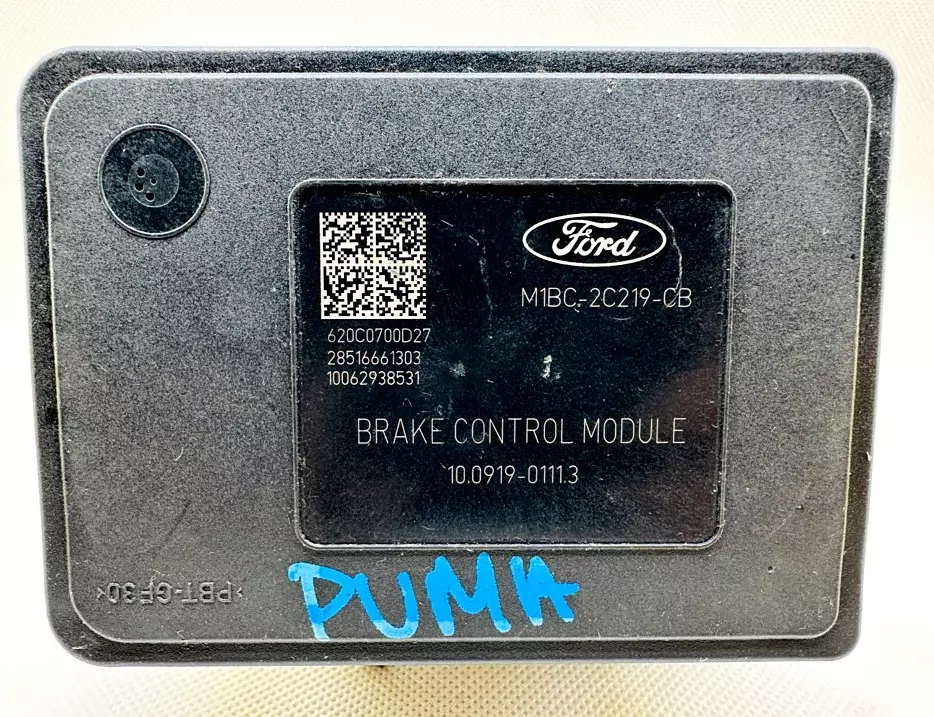 Ford
M1BC-2C219-CB
620C0700D27
28516661303
10062938531
BRAKE CONTROL MODULE
10.0919-0111.3
PUMA
>PBT-GF30<